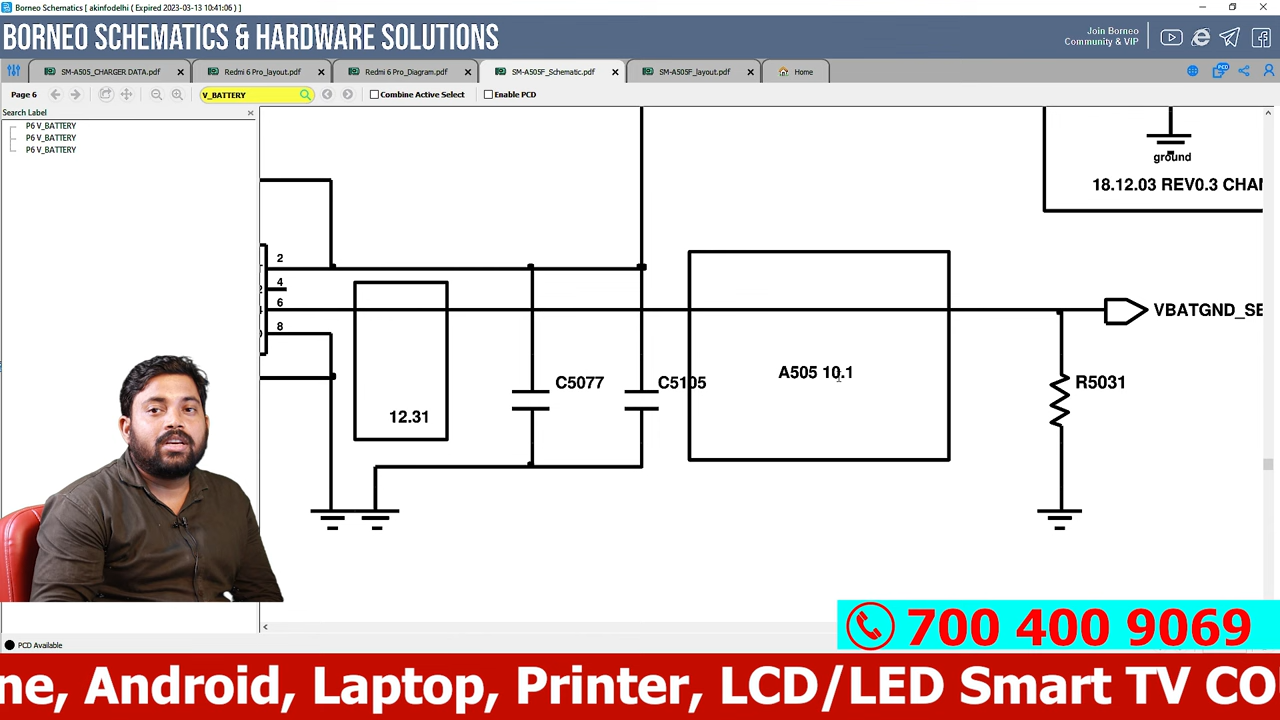 Borneo Schematics [ akinfodelhi ( Expired 2023-03-13 10:41:06 ) ]
BORNEO SCHEMATICS & HARDWARE SOLUTIONS
Join Borneo
Community & VIP
SM-A505_CHARGER DATA.pdf
Redmi 6 Pro_layout.pdf
Redmi 6 Pro_Diagram.pdf
SM-A505F_Schematic.pdf
SM-A505F_layout.pdf
Home
Page 6
V_BATTERY
Combine Active Select
Enable PCD
Search Label
P6 V_BATTERY
P6 V_BATTERY
P6 V_BATTERY
ground
18.12.03 REV0.3 CHAN
2
4
6
8
VBATGND_SE
A505 10.1
C5077
C5105
R5031
12.31
700 400 9069
PCD Available
ne, Android, Laptop, Printer, LCD/LED Smart TV CO